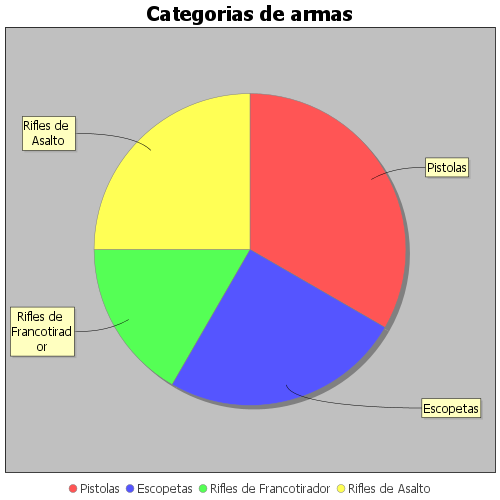 Categorias de armas
Rifles de
Asalto
Pistolas
Rifles de
Francotirad
or
Escopetas
Pistolas Escopetas Rifles de Francotirador Rifles de Asalto